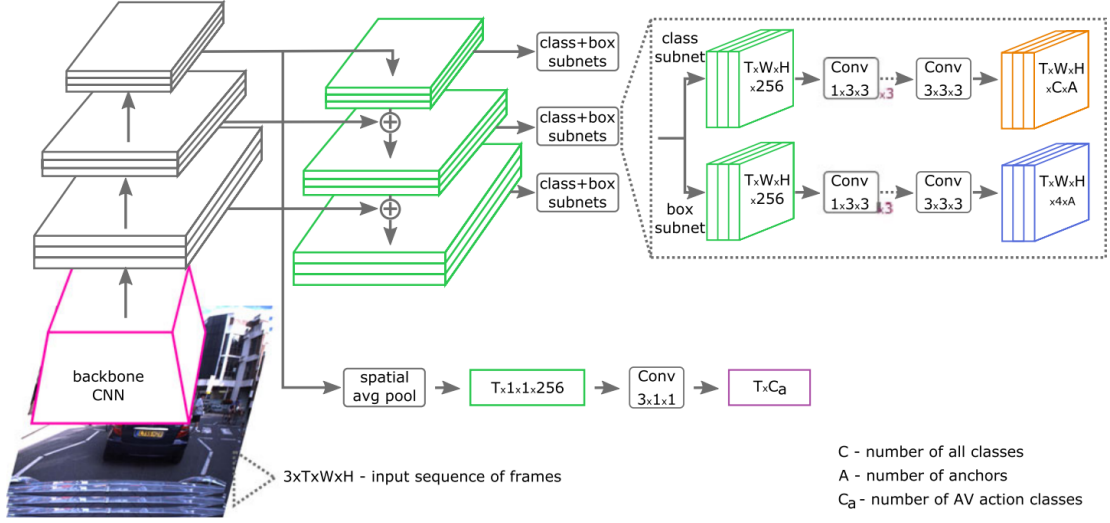 class+box
subnets
class+box
subnets
class+box
subnets
class
subnet
TxWxH
x256
Conv
1x3x3
x3
Conv
3x3x3
TxWxH
xCxA
box
subnet
TxWxH
x256
Conv
1x3x3
x3
Conv
3x3x3
TxWxH
x4xA
backbone
CNN
spatial
avg pool
Tx1x1x256
Conv
3x1x1
TxCa
3xTxWxH - input sequence of frames
C - number of all classes
A - number of anchors
Ca - number of AV action classes